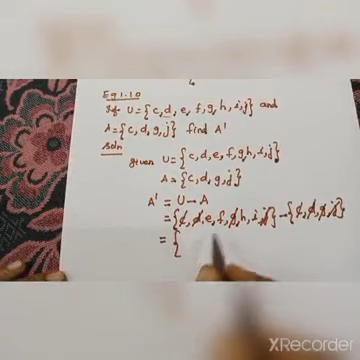 Eg 1.10
If U = {c, d, e, f, g, h, i, j} and
A = {c, d, g, j} find A'
Soln
given U = {c, d, e, f, g, h, i, j}
A = {c, d, g, j}
A' = U - A
= {c, d, e, f, g, h, i, j} - {c, d, g, j}
= {
XRecorder